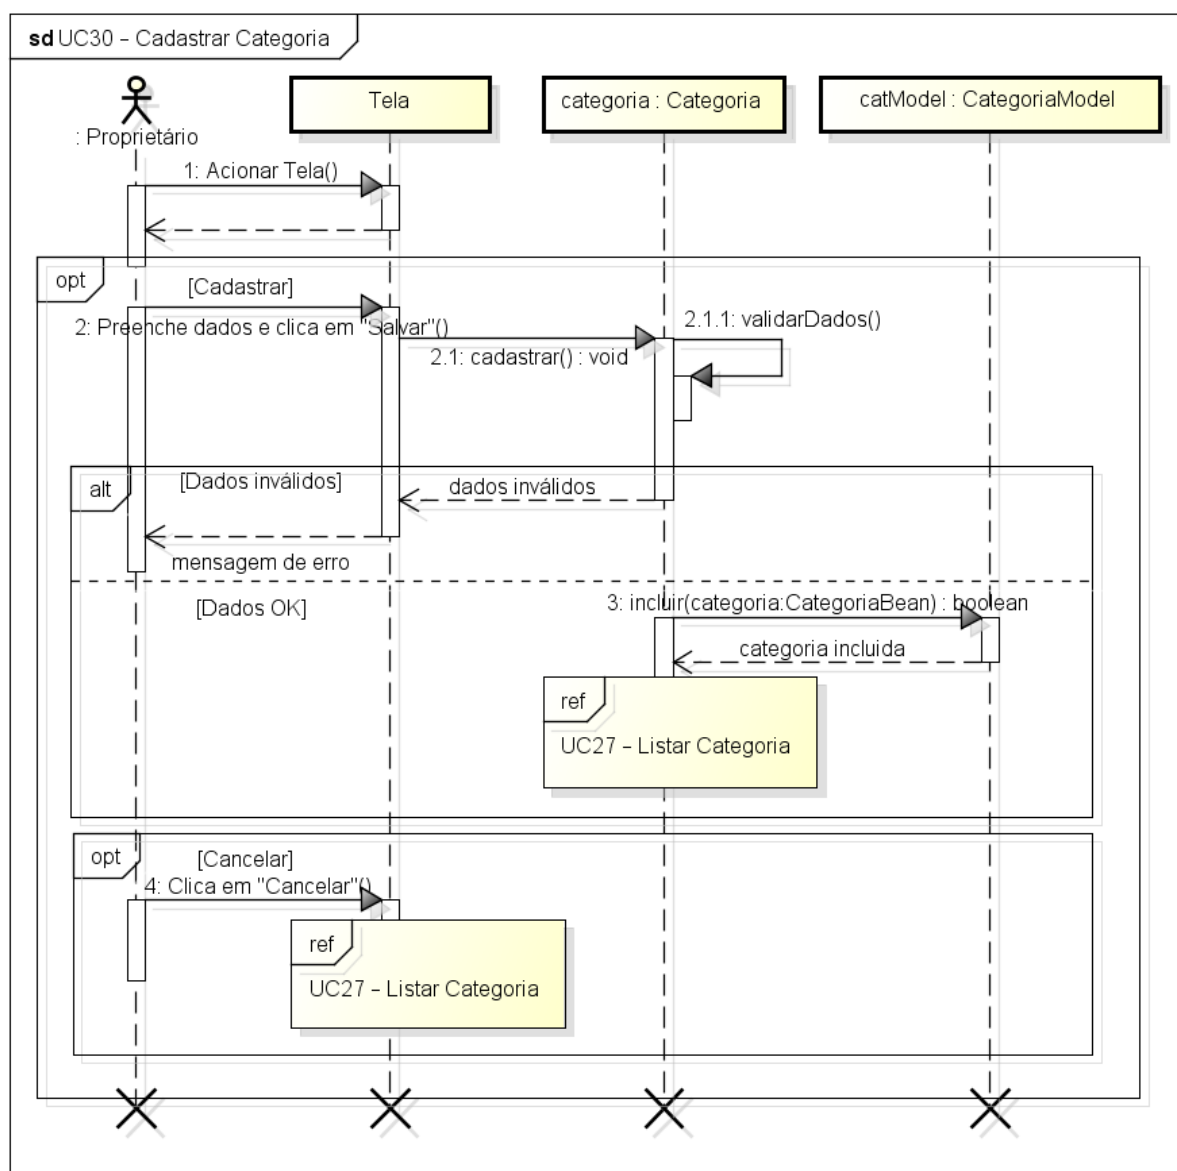 sd UC30 – Cadastrar Categoria
: Proprietário
Tela
categoria : Categoria
catModel : CategoriaModel
1: Acionar Tela()
opt
[Cadastrar]
2: Preenche dados e clica em "Salvar"()
2.1: cadastrar() : void
2.1.1: validarDados()
alt
[Dados inválidos]
dados inválidos
mensagem de erro
[Dados OK]
3: incluir(categoria:CategoriaBean) : boolean
categoria incluida
ref
UC27 – Listar Categoria
opt
[Cancelar]
4: Clica em "Cancelar"()
ref
UC27 – Listar Categoria